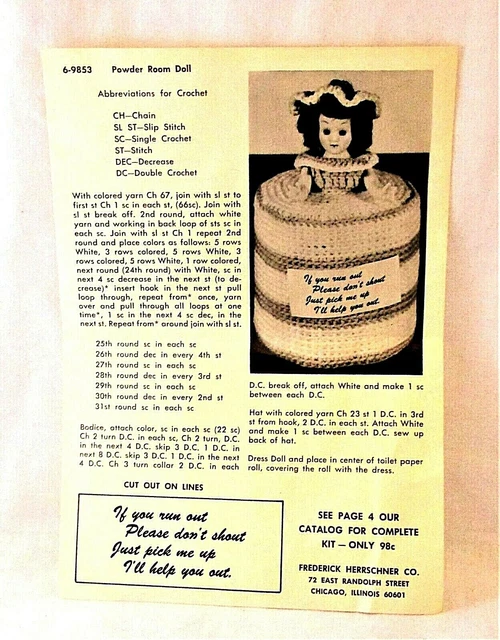 6-9853 Powder Room Doll
Abbreviations for Crochet
CH—Chain
SL ST—Slip Stitch
SC—Single Crochet
ST—Stitch
DEC—Decrease
DC—Double Crochet
With colored yarn Ch 67, join with sl st to
first st Ch 1 sc in each st, (66sc). Join with
sl st break off. 2nd round, attach white
yarn and working in back loop of sts sc in
each sc. Join with sl st Ch 1 repeat 2nd
round and place colors as follows: 5 rows
White, 3 rows colored, 5 rows White, 3
rows colored, 5 rows White, 1 row colored,
next round (24th round) with White, sc in
next 4 sc decrease in the next st (to de-
crease)* insert hook in the next st pull
loop through, repeat from* once, yarn
over and pull through all loops at one
time*, 1 sc in the next 4 sc dec, in the
next st. Repeat from* around join with sl st.
25th round sc in each sc
26th round dec in every 4th st
27th round sc in each sc
28th round dec in every 3rd st
29th round sc in each sc
30th round dec in every 2nd st
31st round sc in each sc
Bodice, attach color, sc in each sc (22 sc)
Ch 2 turn D.C. in each sc, Ch 2 turn, D.C.
in the next 4 D.C. skip 3 D.C. 1 D.C. in
next 8 D.C. skip 3 D.C. 1 D.C. in the next
4 D.C. Ch 3 turn collar 2 D.C. in each
If you run out
Please don't shout
Just pick me up
I'll help you out.
D.C. break off, attach White and make 1 sc
between each D.C.
Hat with colored yarn Ch 23 st 1 D.C. in 3rd
st from hook, 2 D.C. in each st. Attach White
and make 1 sc between each D.C. sew up
back of hat.
Dress Doll and place in center of toilet paper
roll, covering the roll with the dress.
CUT OUT ON LINES
If you run out
Please don't shout
Just pick me up
I'll help you out.
SEE PAGE 4 OUR
CATALOG FOR COMPLETE
KIT — ONLY 98c
FREDERICK HERRSCHNER CO.
72 EAST RANDOLPH STREET
CHICAGO, ILLINOIS 60601